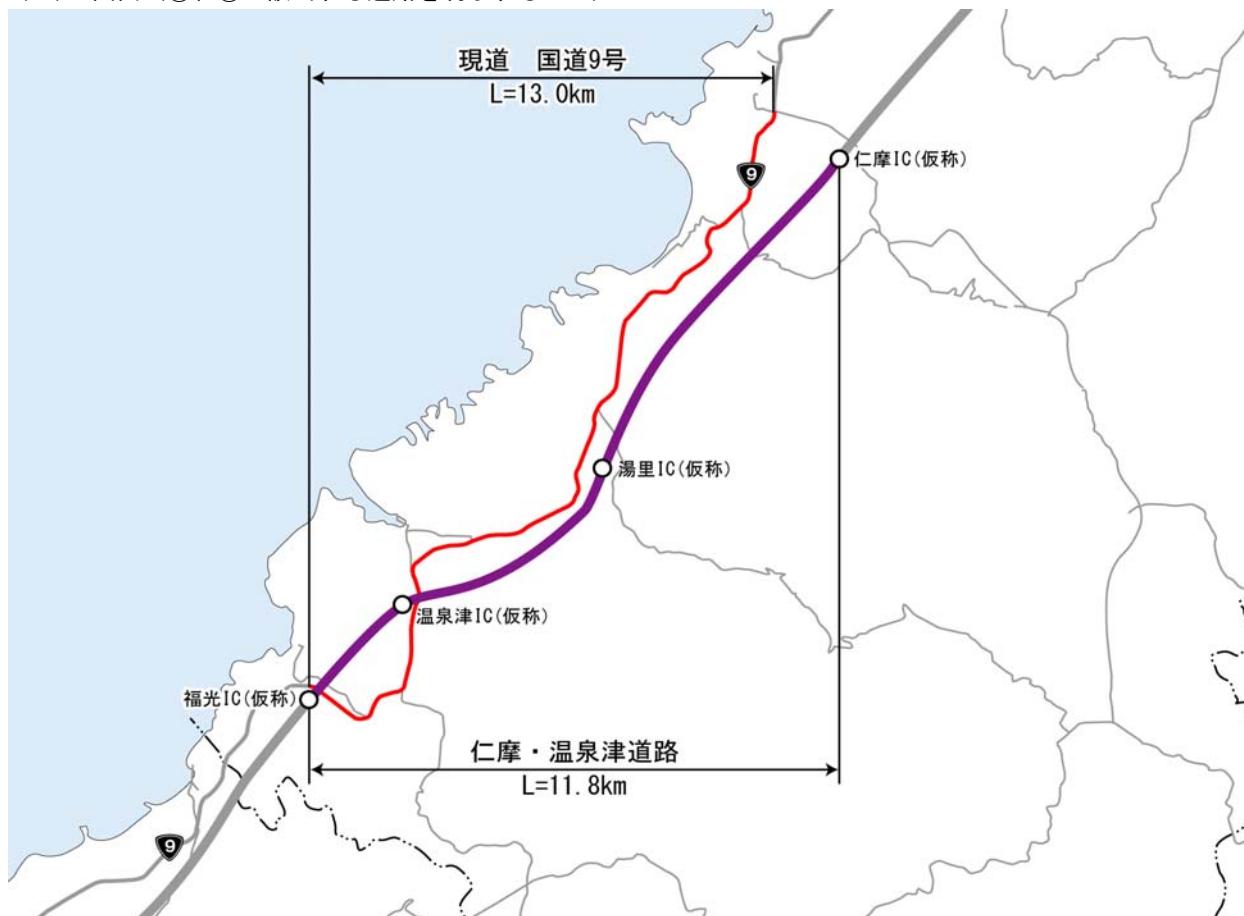 現道　国道9号
L=13.0km
9
仁摩IC(仮称)
湯里IC(仮称)
温泉津IC(仮称)
福光IC(仮称)
仁摩・温泉津道路
L=11.8km
9